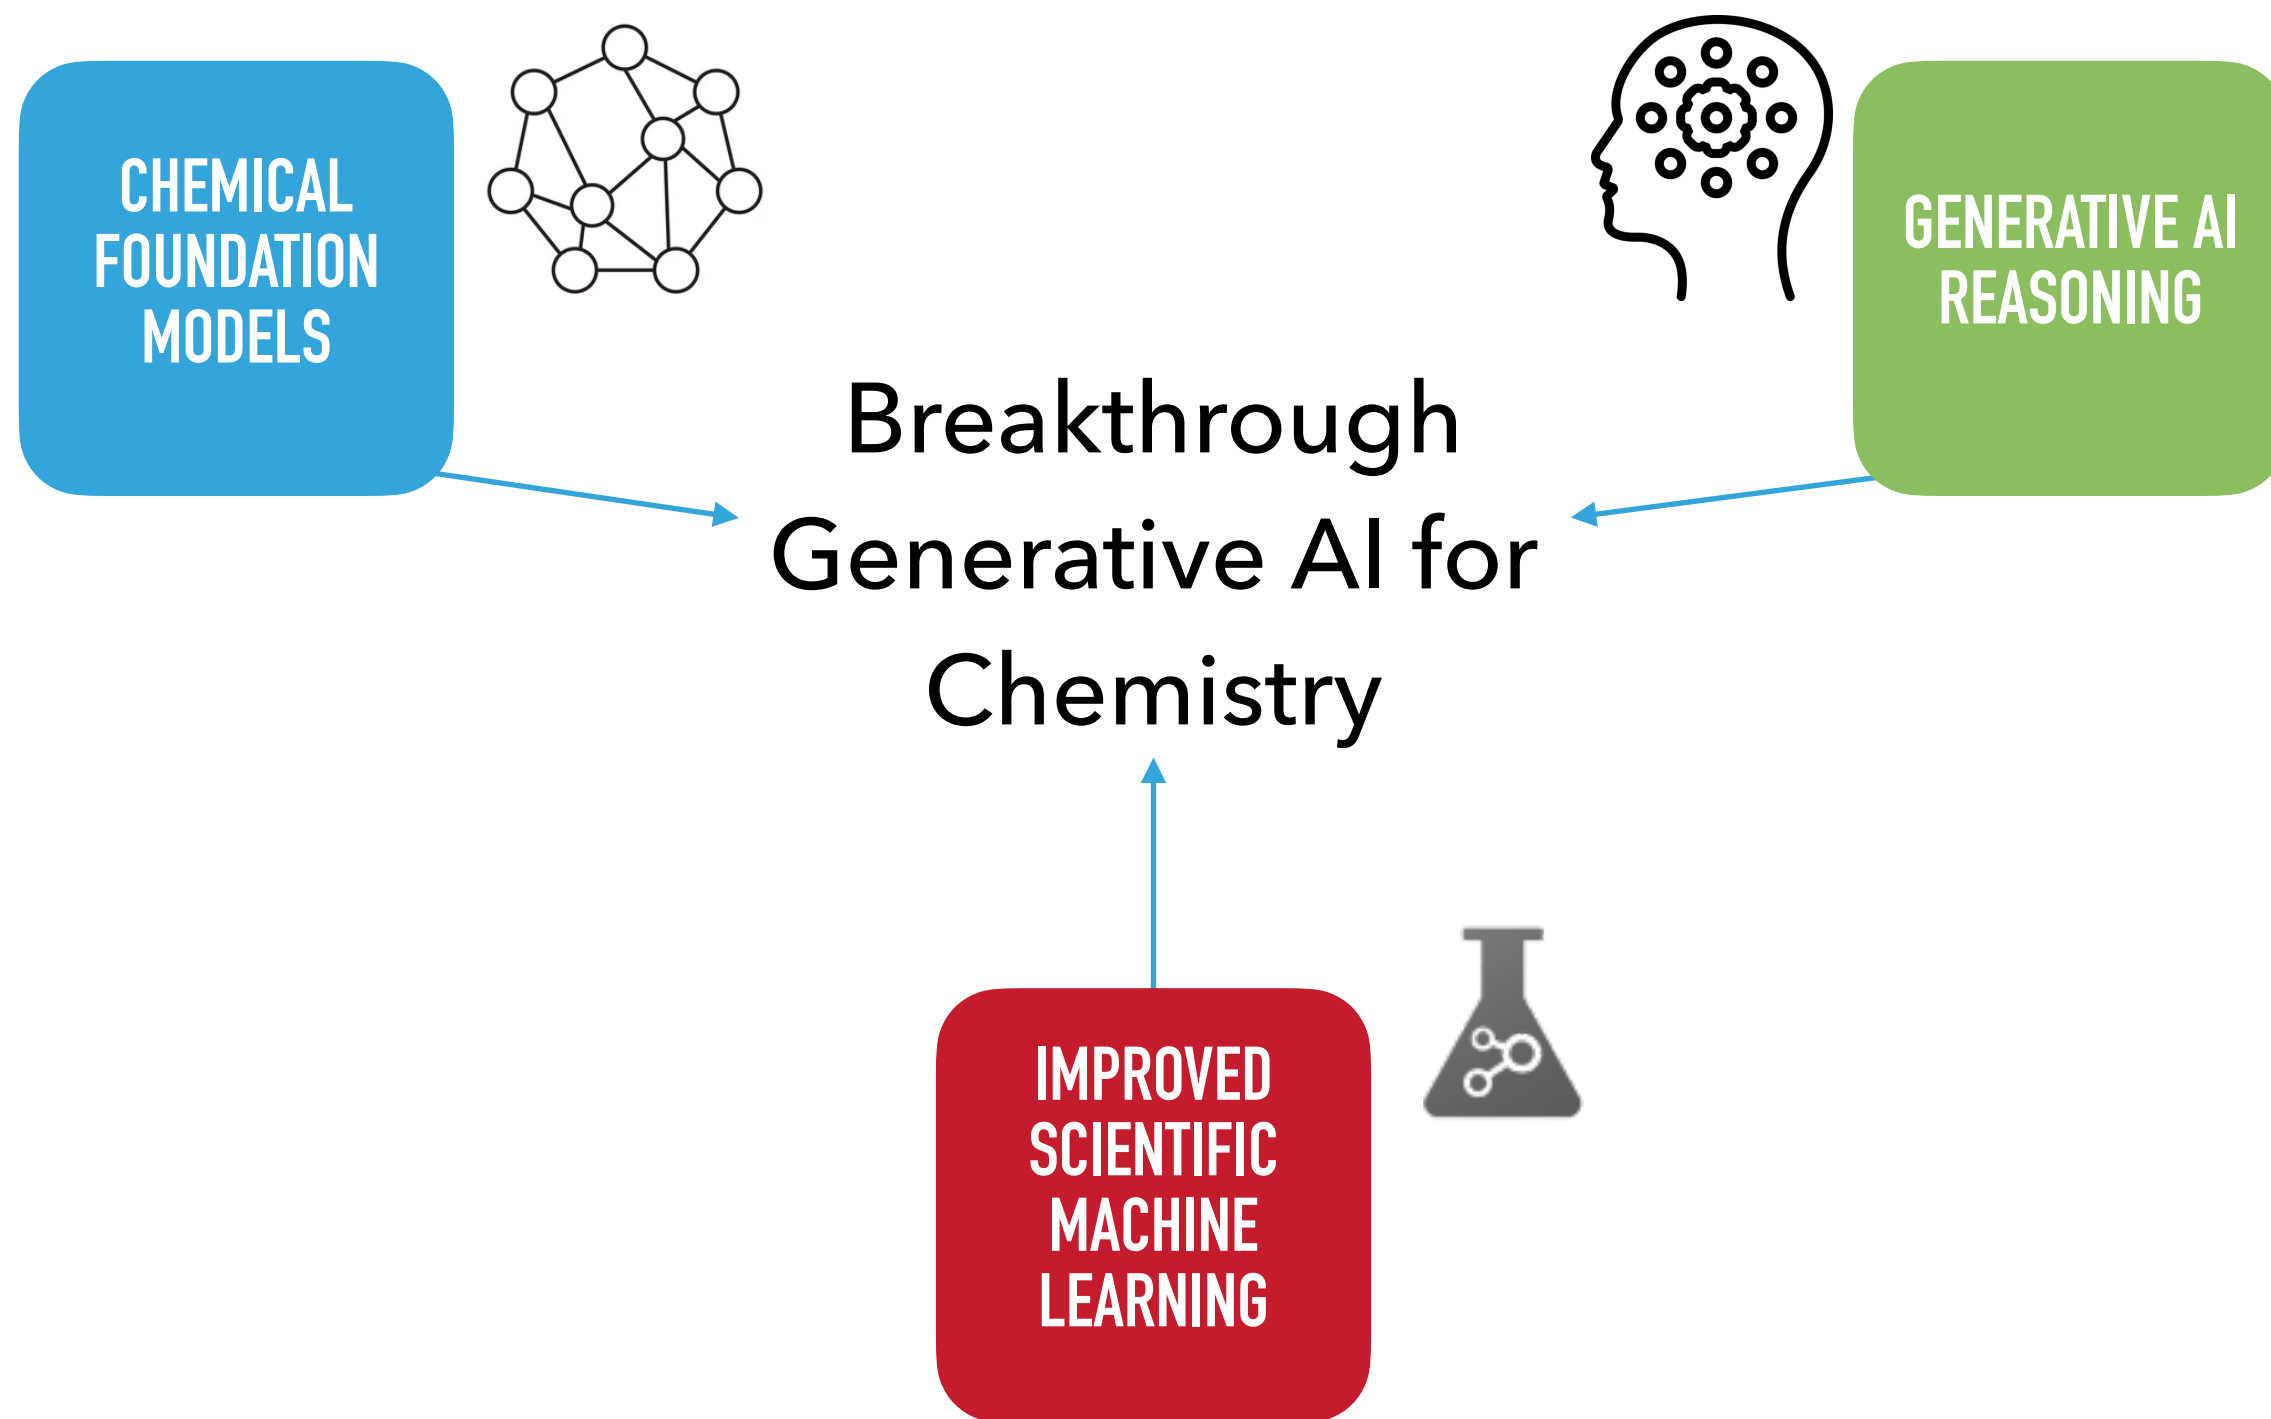 CHEMICAL
FOUNDATION
MODELS
GENERATIVE AI
REASONING
Breakthrough
Generative AI for
Chemistry
IMPROVED
SCIENTIFIC
MACHINE
LEARNING